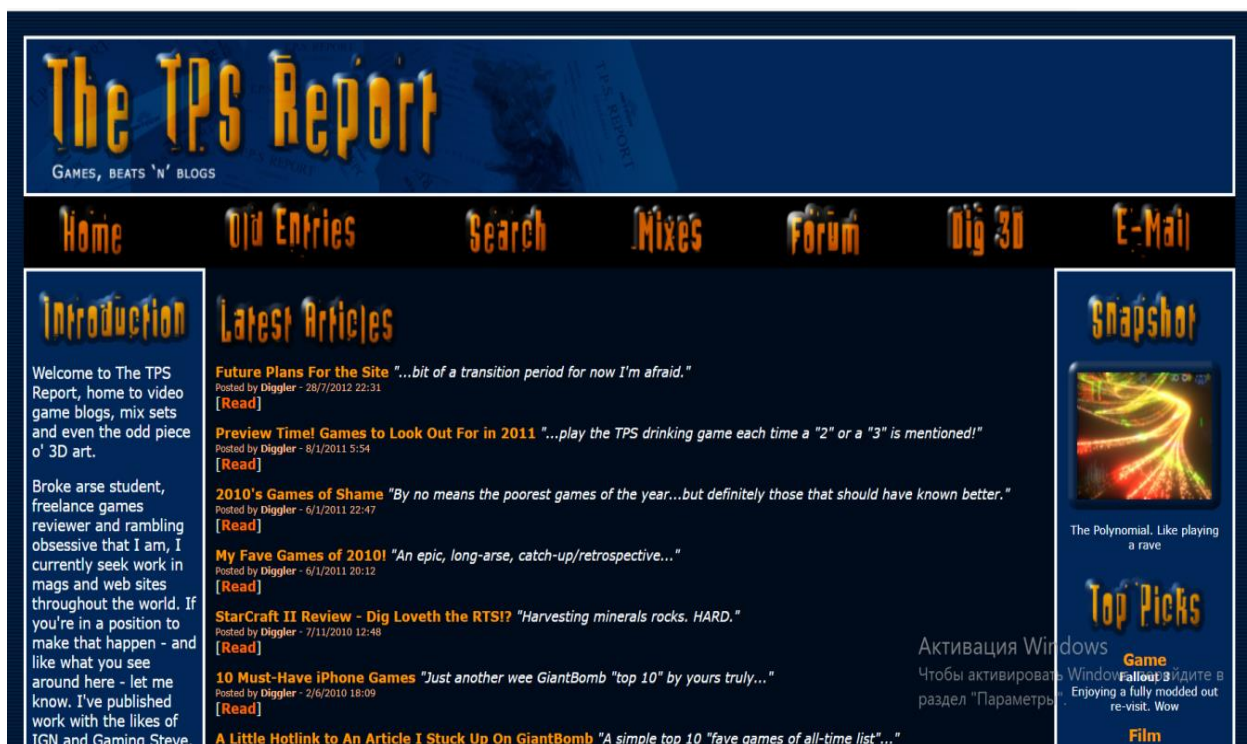 The TPS Report
GAMES, BEATS 'N' BLOGS
Home
Old Entries
Search
Mixes
Forum
Dig 3D
E-Mail
Introduction
Welcome to The TPS
Report, home to video
game blogs, mix sets
and even the odd piece
o' 3D art.
Broke arse student,
freelance games
reviewer and rambling
obsessive that I am, I
currently seek work in
mags and web sites
throughout the world. If
you're in a position to
make that happen - and
like what you see
around here - let me
know. I've published
work with the likes of
IGN and Gaming Steve,
Latest Articles
Future Plans For the Site "...bit of a transition period for now I'm afraid."
Posted by Diggler - 28/7/2012 22:31
[Read]
Preview Time! Games to Look Out For in 2011 "...play the TPS drinking game each time a "2" or a "3" is mentioned!"
Posted by Diggler - 8/1/2011 5:54
[Read]
2010's Games of Shame "By no means the poorest games of the year...but definitely those that should have known better."
Posted by Diggler - 6/1/2011 22:47
[Read]
My Fave Games of 2010! "An epic, long-arse, catch-up/retrospective..."
Posted by Diggler - 6/1/2011 20:12
[Read]
StarCraft II Review - Dig Loveth the RTS!? "Harvesting minerals rocks. HARD."
Posted by Diggler - 7/11/2010 12:48
[Read]
10 Must-Have iPhone Games "Just another wee GiantBomb "top 10" by yours truly..."
Posted by Diggler - 2/6/2010 18:09
[Read]
A Little Hotlink to An Article I Stuck Up On GiantBomb "A simple top 10 "fave games of all-time list"..."
Snapshot
The Polynomial. Like playing
a rave
Top Picks
Game
Fallout 3
Enjoying a fully modded out
re-visit. Wow
Film
Активация Windows
Чтобы активировать Windows, перейдите в
раздел "Параметры".